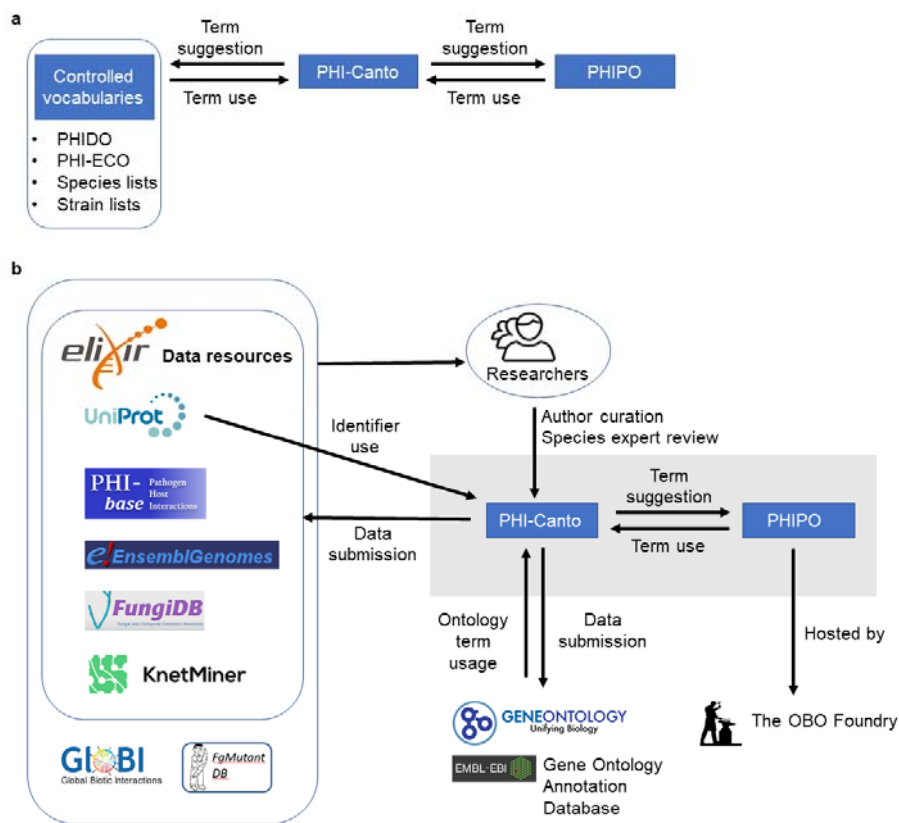 a
Term
suggestion
Term use
Controlled
vocabularies
• PHIDO
• PHI-ECO
• Species lists
• Strain lists
PHI-Canto
Term
suggestion
Term use
PHIPO
b
elixir Data resources
UniProt
PHI-base
Pathogen
Host
Interactions
e!EnsemblGenomes
FungiDB
KnetMiner
GLOBI
Global Biotic Interactions
FgMutant
DB
Researchers
Identifier
use
Author curation
Species expert review
Data
submission
PHI-Canto
Term
suggestion
Term use
PHIPO
Ontology
term
usage
Data
submission
Hosted by
GENEONTOLOGY
Unifying Biology
EMBL-EBI
Gene Ontology
Annotation
Database
The OBO Foundry